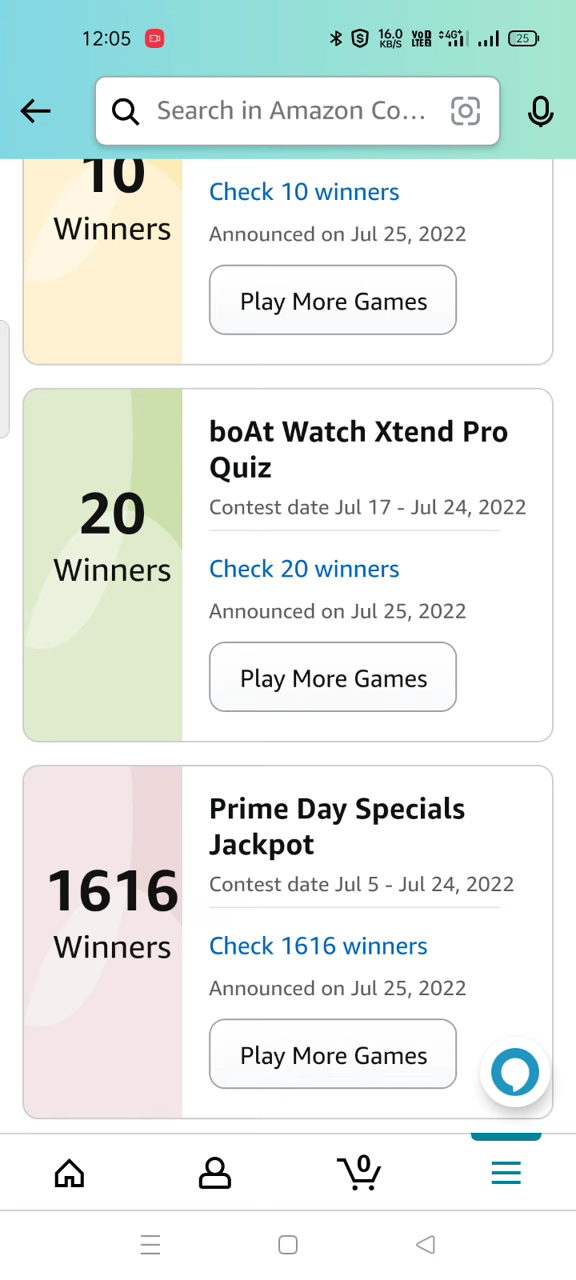 12:05 16.0 KB/S VoD LTE 4G+ 25
Search in Amazon Co...
10
Winners
Check 10 winners
Announced on Jul 25, 2022
Play More Games
20
Winners
boAt Watch Xtend Pro
Quiz
Contest date Jul 17 - Jul 24, 2022
Check 20 winners
Announced on Jul 25, 2022
Play More Games
1616
Winners
Prime Day Specials
Jackpot
Contest date Jul 5 - Jul 24, 2022
Check 1616 winners
Announced on Jul 25, 2022
Play More Games
0